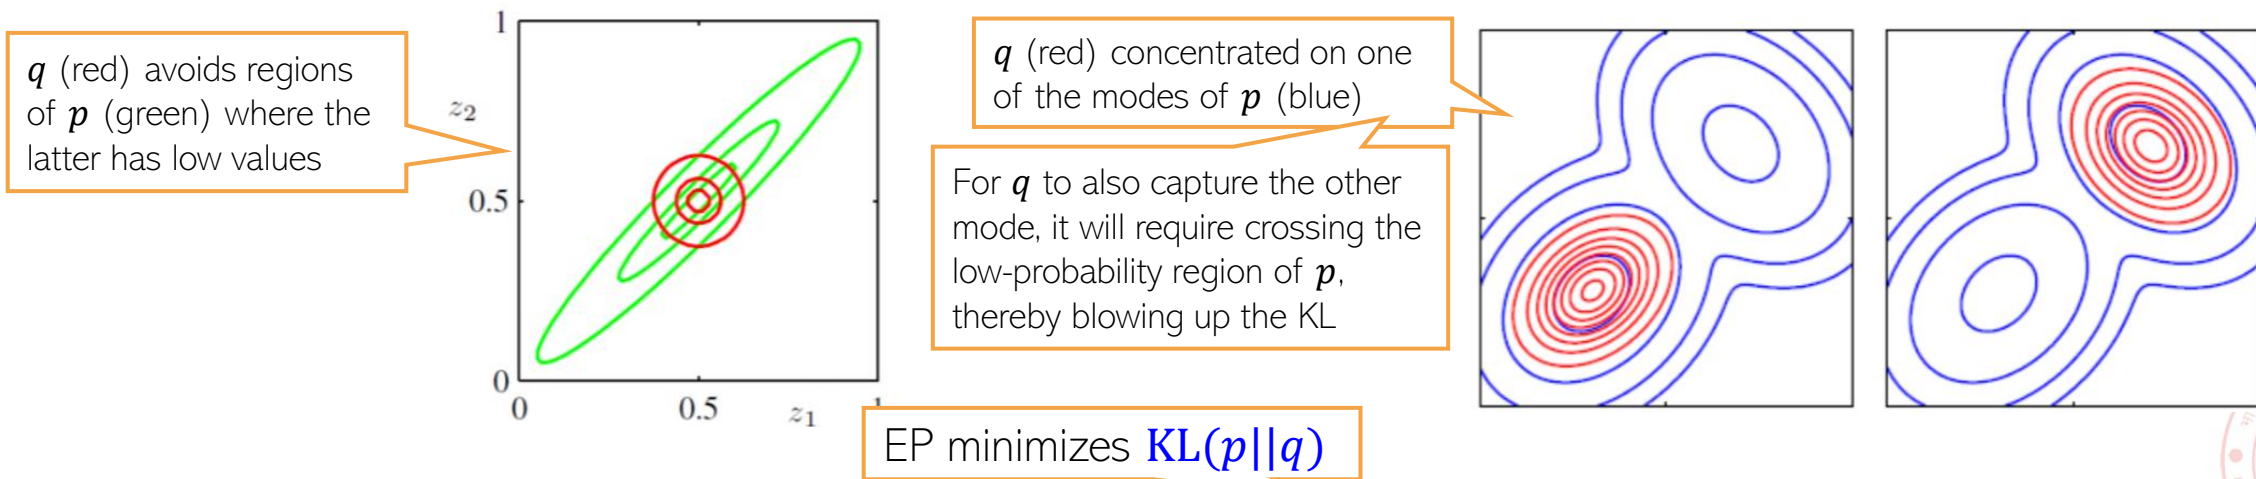 q (red) avoids regions
of p (green) where the
latter has low values
1
z₂
0.5
0
0
0.5
z₁
1
q (red) concentrated on one
of the modes of p (blue)
For q to also capture the other
mode, it will require crossing the
low-probability region of p,
thereby blowing up the KL
EP minimizes KL(p||q)